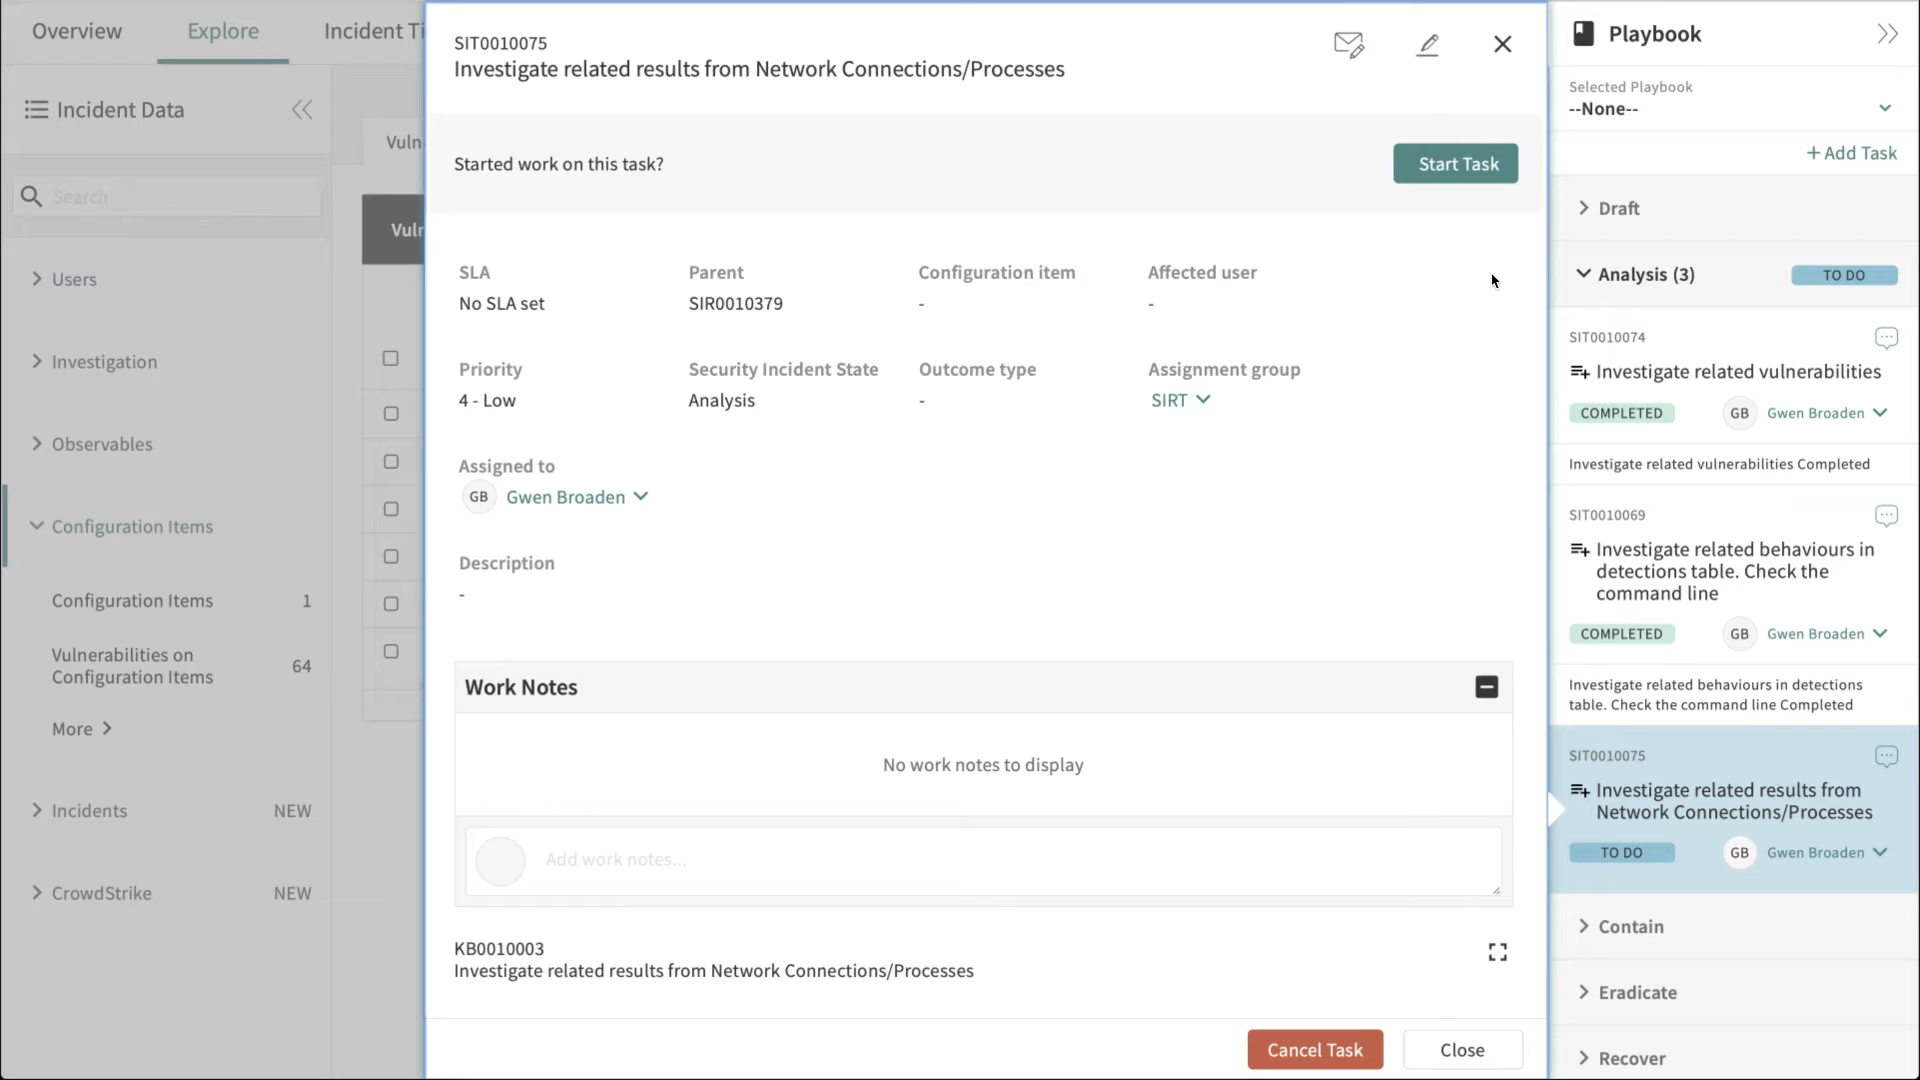 Overview
Explore
Incident Ti
Incident Data
Search
Users
Investigation
Observables
Configuration Items
Configuration Items 1
Vulnerabilities on
Configuration Items
64
More
Incidents NEW
CrowdStrike NEW
Vuln
Vuln
SIT0010075
Investigate related results from Network Connections/Processes
Started work on this task?
Start Task
SLA
No SLA set
Parent
SIR0010379
Configuration item
-
Affected user
-
Priority
4 - Low
Security Incident State
Analysis
Outcome type
-
Assignment group
SIRT
Assigned to
GB Gwen Broaden
Description
-
Work Notes
No work notes to display
Add work notes...
KB0010003
Investigate related results from Network Connections/Processes
Cancel Task
Close
Playbook
Selected Playbook
--None--
+ Add Task
Draft
Analysis (3) TO DO
SIT0010074
Investigate related vulnerabilities
COMPLETED GB Gwen Broaden
Investigate related vulnerabilities Completed
SIT0010069
Investigate related behaviours in
detections table. Check the
command line
COMPLETED GB Gwen Broaden
Investigate related behaviours in detections
table. Check the command line Completed
SIT0010075
Investigate related results from
Network Connections/Processes
TO DO GB Gwen Broaden
Contain
Eradicate
Recover